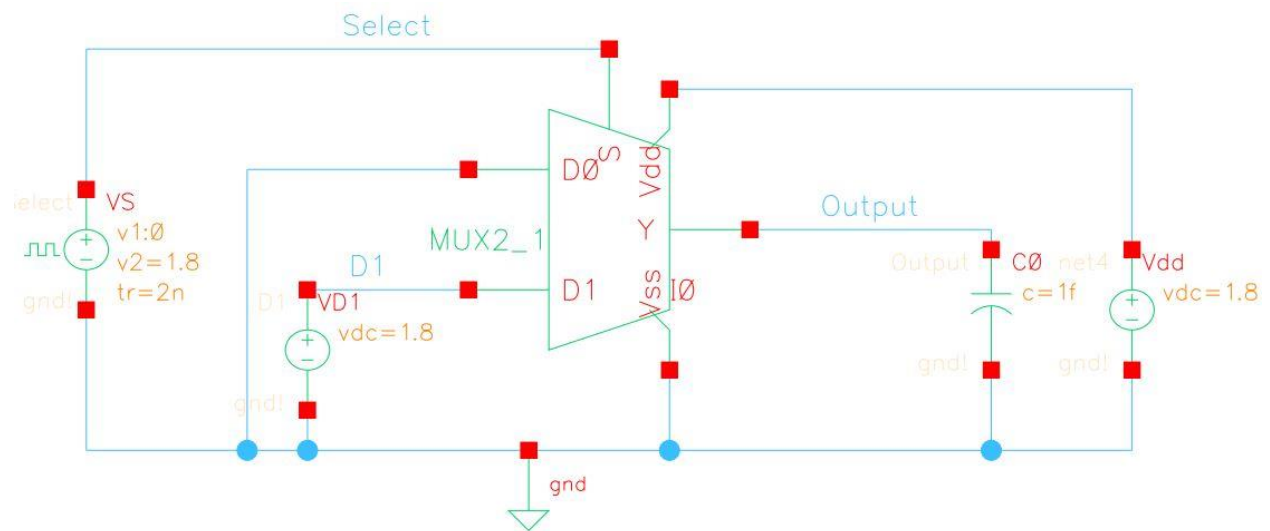 Select
elect
VS
v1:0
v2=1.8
tr=2n
gnd!
D0
S
Vdd
MUX2_1
Y
D1
D1
Vss
I0
D1
VD1
vdc=1.8
gnd!
Output
Output
C0
c=1f
gnd!
net4
Vdd
vdc=1.8
gnd!
gnd